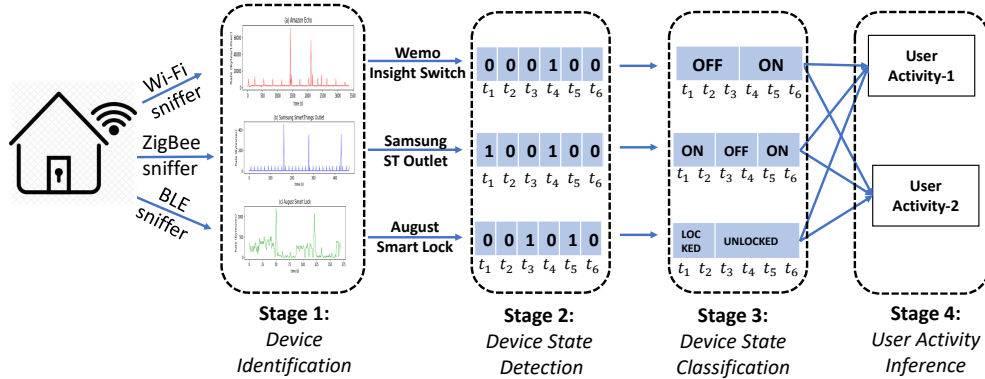 Wi-Fi
sniffer
ZigBee
sniffer
BLE
sniffer
(a) Amazon Echo
Time (s)
(b) Samsung SmartThings Outlet
Time (s)
(c) August Smart Lock
Time (s)
Wemo
Insight Switch
Samsung
ST Outlet
August
Smart Lock
0 0 0 1 0 0
t1 t2 t3 t4 t5 t6
1 0 0 1 0 0
t1 t2 t3 t4 t5 t6
0 0 1 0 1 0
t1 t2 t3 t4 t5 t6
OFF ON
t1 t2 t3 t4 t5 t6
ON OFF ON
t1 t2 t3 t4 t5 t6
LOC
KED
UNLOCKED
t1 t2 t3 t4 t5 t6
User
Activity-1
User
Activity-2
Stage 1:
Device
Identification
Stage 2:
Device State
Detection
Stage 3:
Device State
Classification
Stage 4:
User Activity
Inference